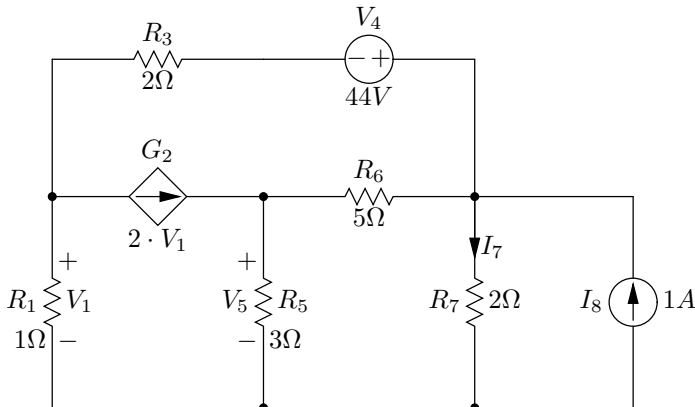 V₄
R₃
− +
2Ω
44V
G₂
R₆
5Ω
2 · V₁
I₇
+
+
R₁ V₁
V₅ R₅
R₇ 2Ω
I₈ 1A
1Ω −
− 3Ω